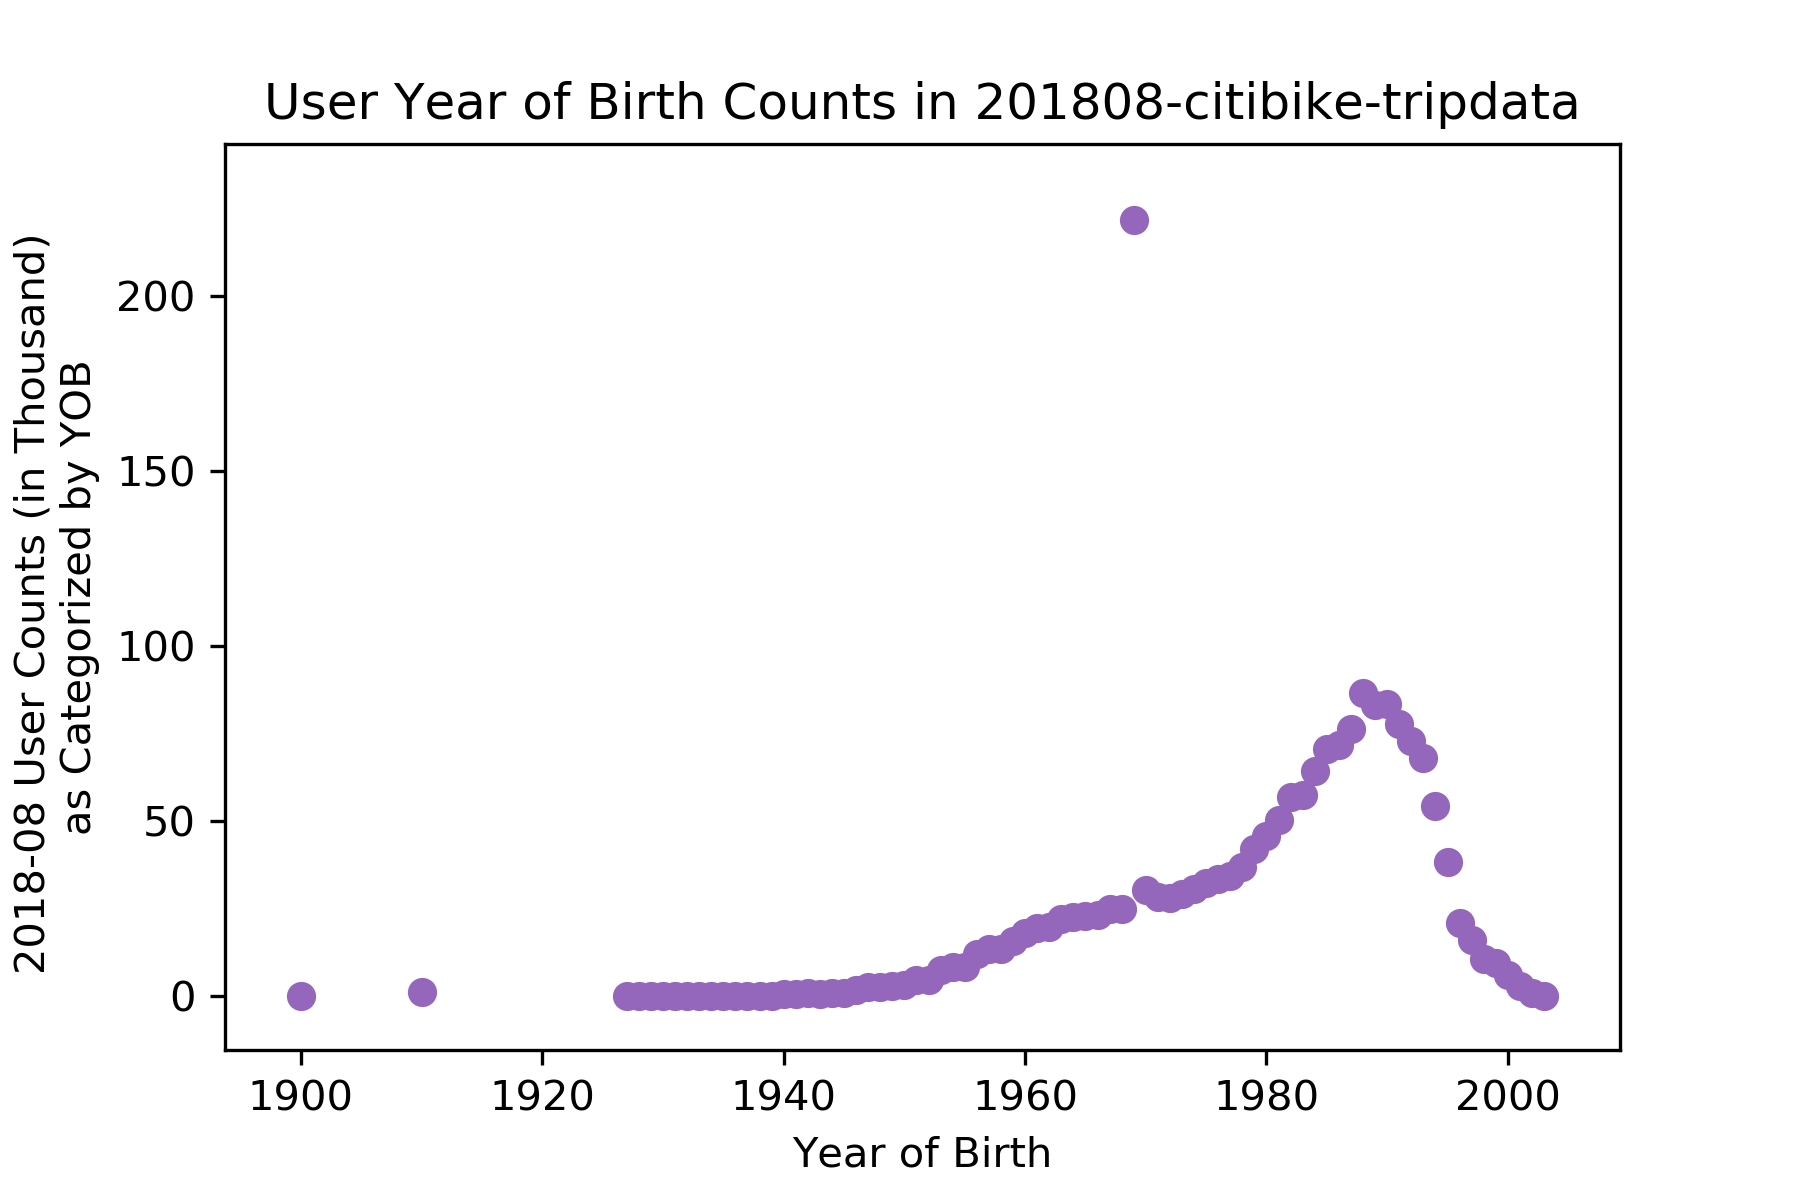 User Year of Birth Counts in 201808-citibike-tripdata
2018-08 User Counts (in Thousand)
as Categorized by YOB
200
150
100
50
0
1900 1920 1940 1960 1980 2000
Year of Birth